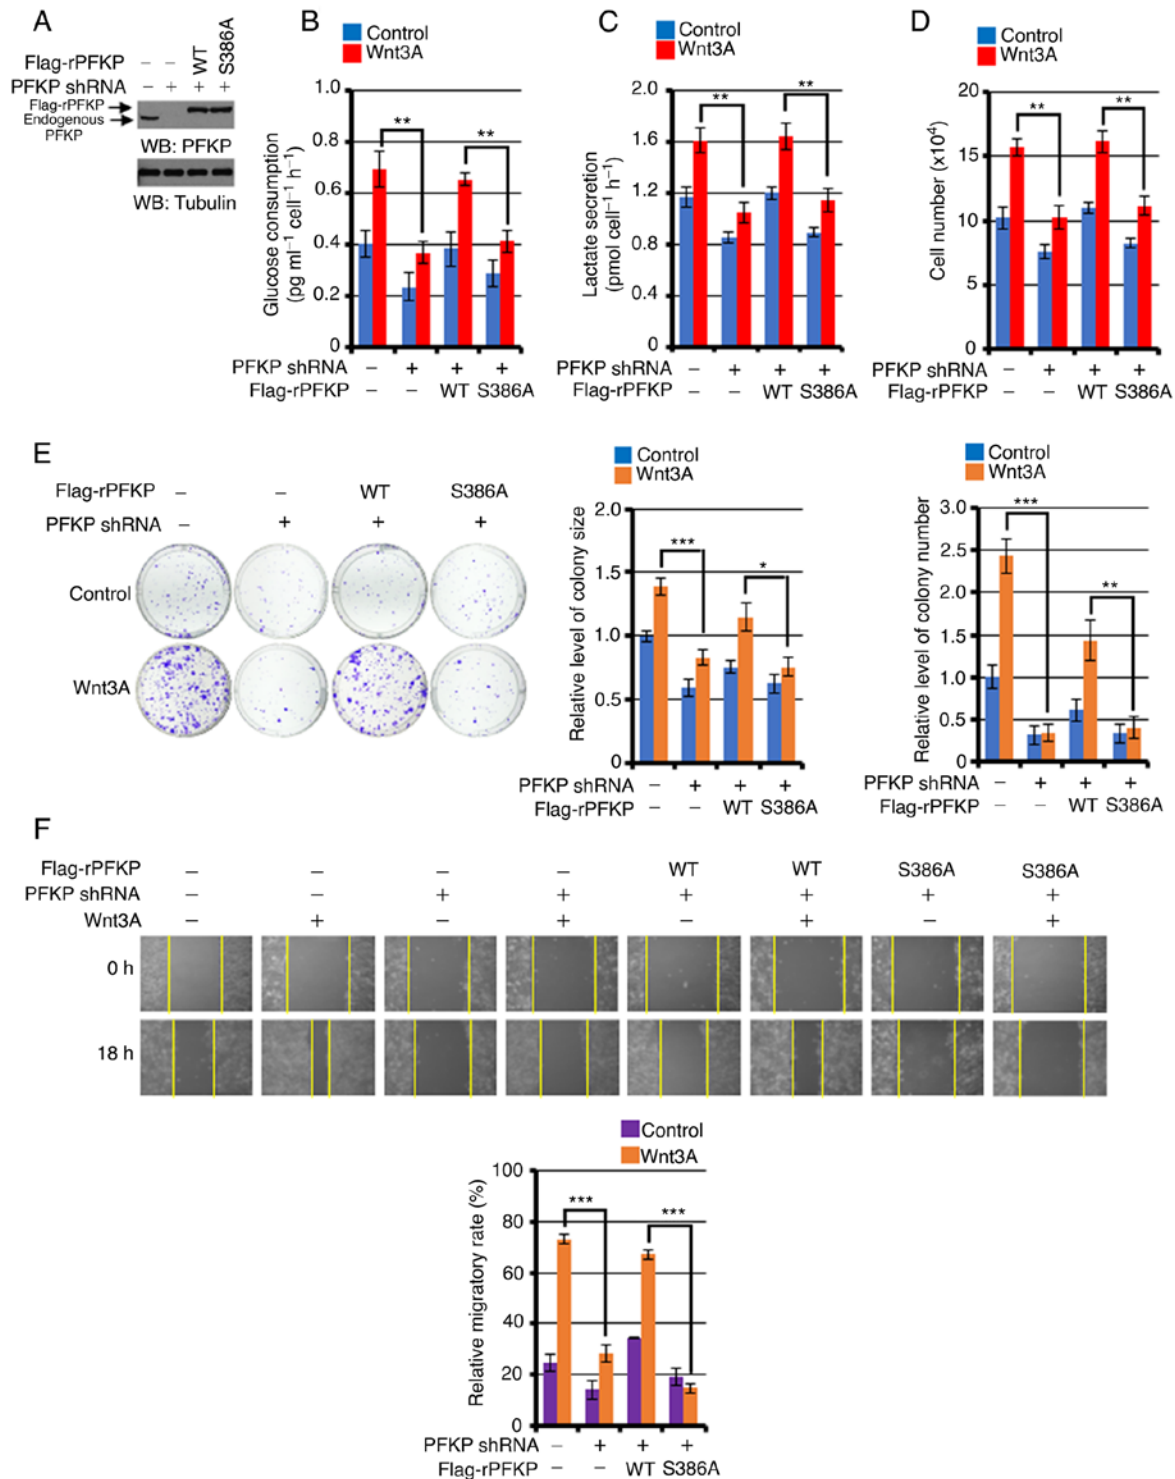 A
Flag-rPFKP – – WT S386A
PFKP shRNA – + + +
Flag-rPFKP
Endogenous
PFKP
WB: PFKP
WB: Tubulin
B
Control
Wnt3A
Glucose consumption
(pg ml⁻¹ cell⁻¹ h⁻¹)
0.8
0.6
0.4
0.2
0
** **
PFKP shRNA – + + +
Flag-rPFKP – – WT S386A
C
Control
Wnt3A
Lactate secretion
(pmol cell⁻¹ h⁻¹)
2.0
1.6
1.2
0.8
0.4
0
** **
– + + +
– – WT S386A
D
Control
Wnt3A
Cell number (x10⁴)
20
15
10
5
0
** **
PFKP shRNA – + + +
Flag-rPFKP – – WT S386A
E
Flag-rPFKP – – WT S386A
PFKP shRNA – + + +
Control
Wnt3A
Control
Wnt3A
Relative level of colony size
2.0
1.5
1.0
0.5
0
*** *
PFKP shRNA – + + +
Flag-rPFKP – – WT S386A
Control
Wnt3A
Relative level of colony number
3.0
2.5
2.0
1.5
1.0
0.5
0
*** **
PFKP shRNA – + + +
Flag-rPFKP – – WT S386A
F
Flag-rPFKP – – – – WT WT S386A S386A
PFKP shRNA – – + + + + + +
Wnt3A – + – + – + – +
0 h
18 h
Control
Wnt3A
Relative migratory rate (%)
100
80
60
40
20
0
*** ***
PFKP shRNA – + + +
Flag-rPFKP – – WT S386A